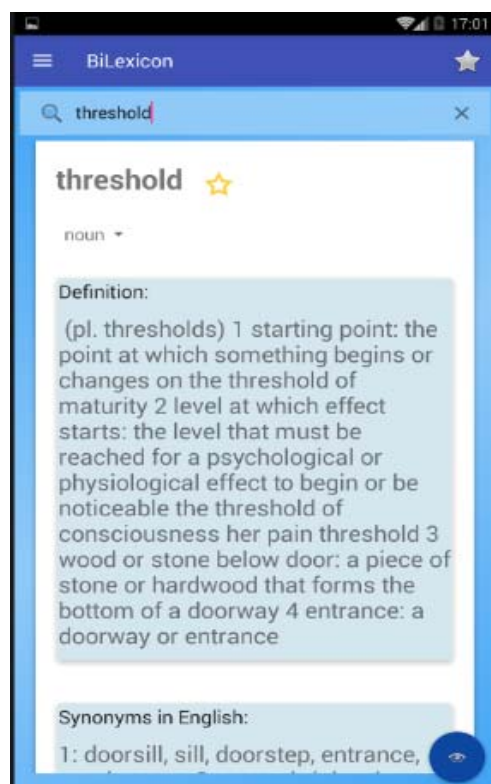 17:01
BiLexicon
threshold
threshold
noun
Definition:
(pl. thresholds) 1 starting point: the
point at which something begins or
changes on the threshold of
maturity 2 level at which effect
starts: the level that must be
reached for a psychological or
physiological effect to begin or be
noticeable the threshold of
consciousness her pain threshold 3
wood or stone below door: a piece of
stone or hardwood that forms the
bottom of a doorway 4 entrance: a
doorway or entrance
Synonyms in English:
1: doorsill, sill, doorstep, entrance,